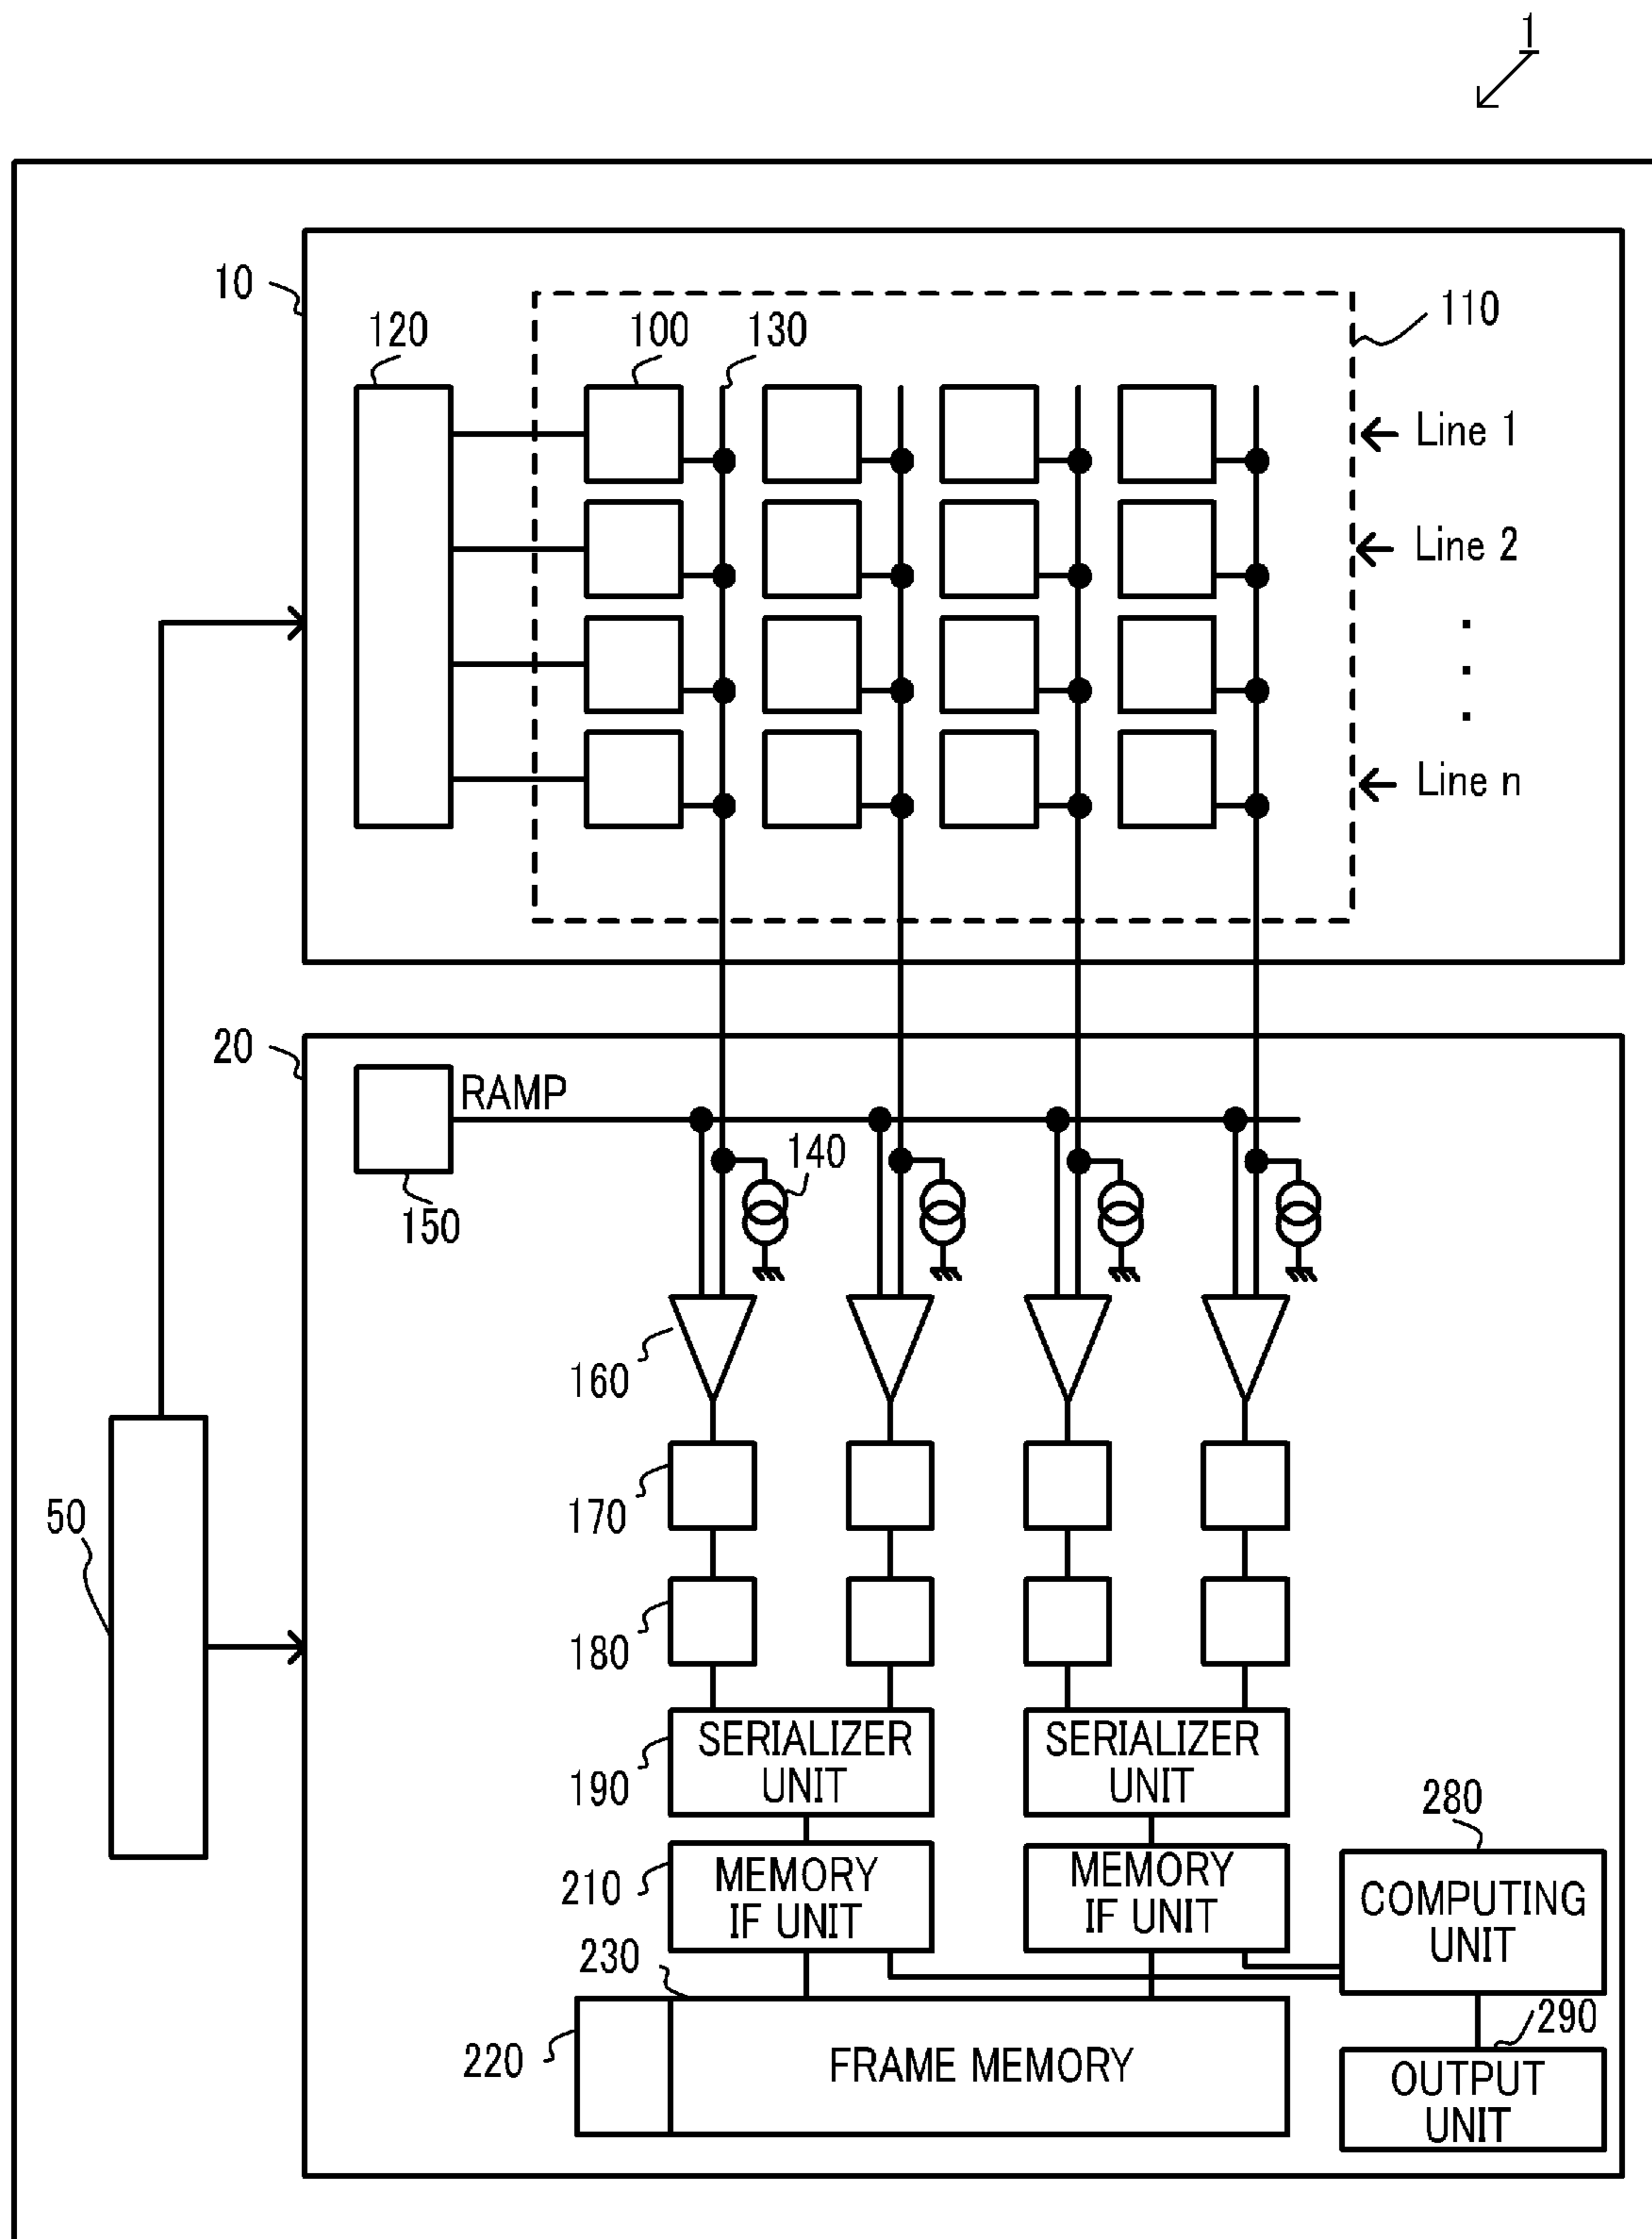 1
10
120
100
130
110
Line 1
Line 2
Line n
20
RAMP
150
140
160
50
170
180
SERIALIZER
UNIT
SERIALIZER
UNIT
190
280
210
MEMORY
IF UNIT
MEMORY
IF UNIT
COMPUTING
UNIT
230
220
FRAME MEMORY
290
OUTPUT
UNIT